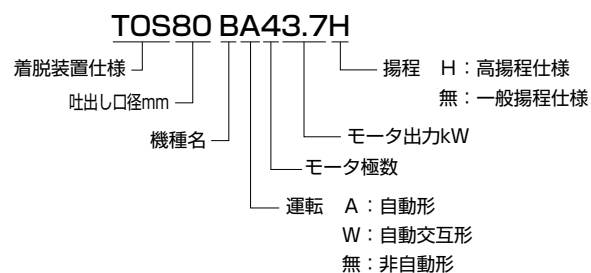 TOS80 BA43.7H
着脱装置仕様
揚程 H：高揚程仕様
吐出し口径mm
無：一般揚程仕様
機種名
モータ出力kW
モータ極数
運転 A：自動形
W：自動交互形
無：非自動形